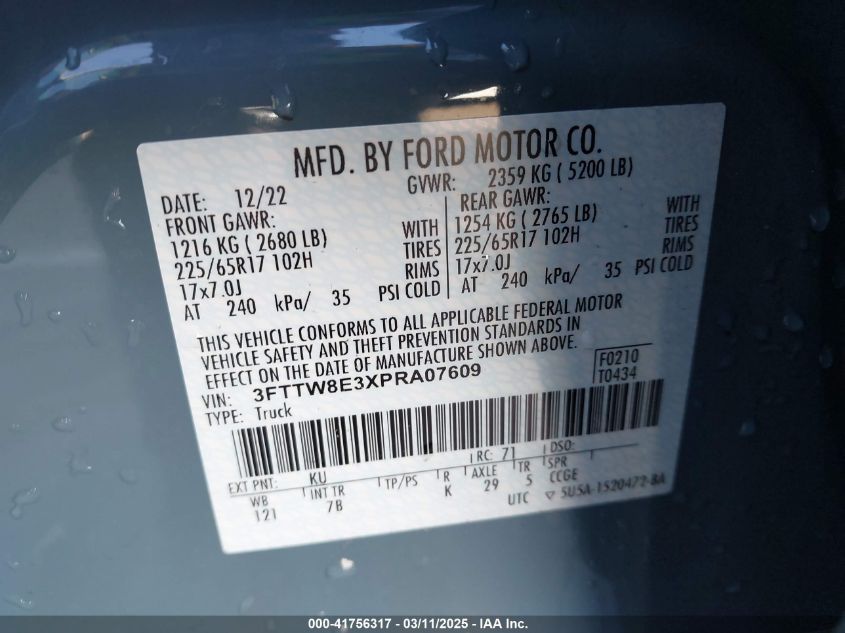 MFD. BY FORD MOTOR CO.
DATE: 12/22 GVWR: 2359 KG ( 5200 LB)
FRONT GAWR: REAR GAWR:
1216 KG ( 2680 LB) WITH 1254 KG ( 2765 LB) WITH
225/65R17 102H TIRES 225/65R17 102H TIRES
17x7.0J RIMS 17x7.0J RIMS
AT 240 kPa/ 35 PSI COLD AT 240 kPa/ 35 PSI COLD
THIS VEHICLE CONFORMS TO ALL APPLICABLE FEDERAL MOTOR
VEHICLE SAFETY AND THEFT PREVENTION STANDARDS IN
EFFECT ON THE DATE OF MANUFACTURE SHOWN ABOVE.
VIN: 3FTTW8E3XPRA07609 F0210
TYPE: Truck T0434
EXT PNT: KU RC: 71 DSO:
WB INT TR TP/PS R AXLE TR SPR
121 7B K 29 5 CCGE
UTC ▽ 5U5A-1520472-BA
000-41756317 - 03/11/2025 - IAA Inc.